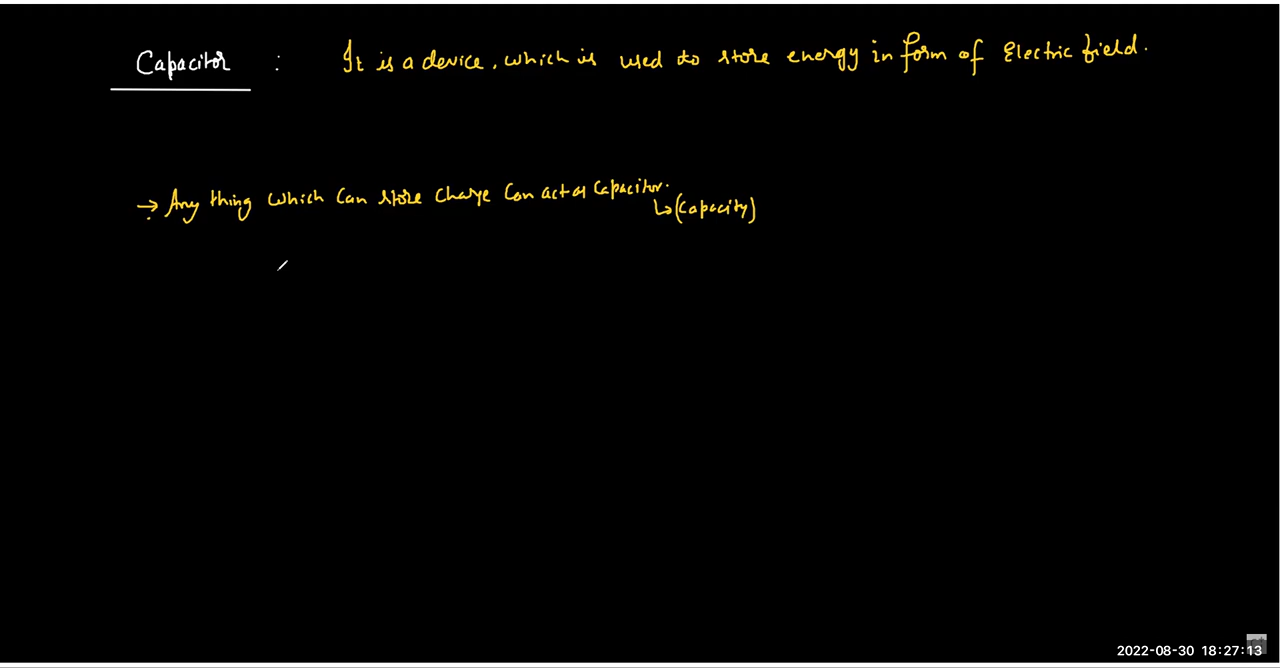 Capacitor : It is a device, which is used to store energy in form of Electric field.
→ Any thing which can store charge can act as capacitor.
↳ (capacity)
2022-08-30 18:27:13